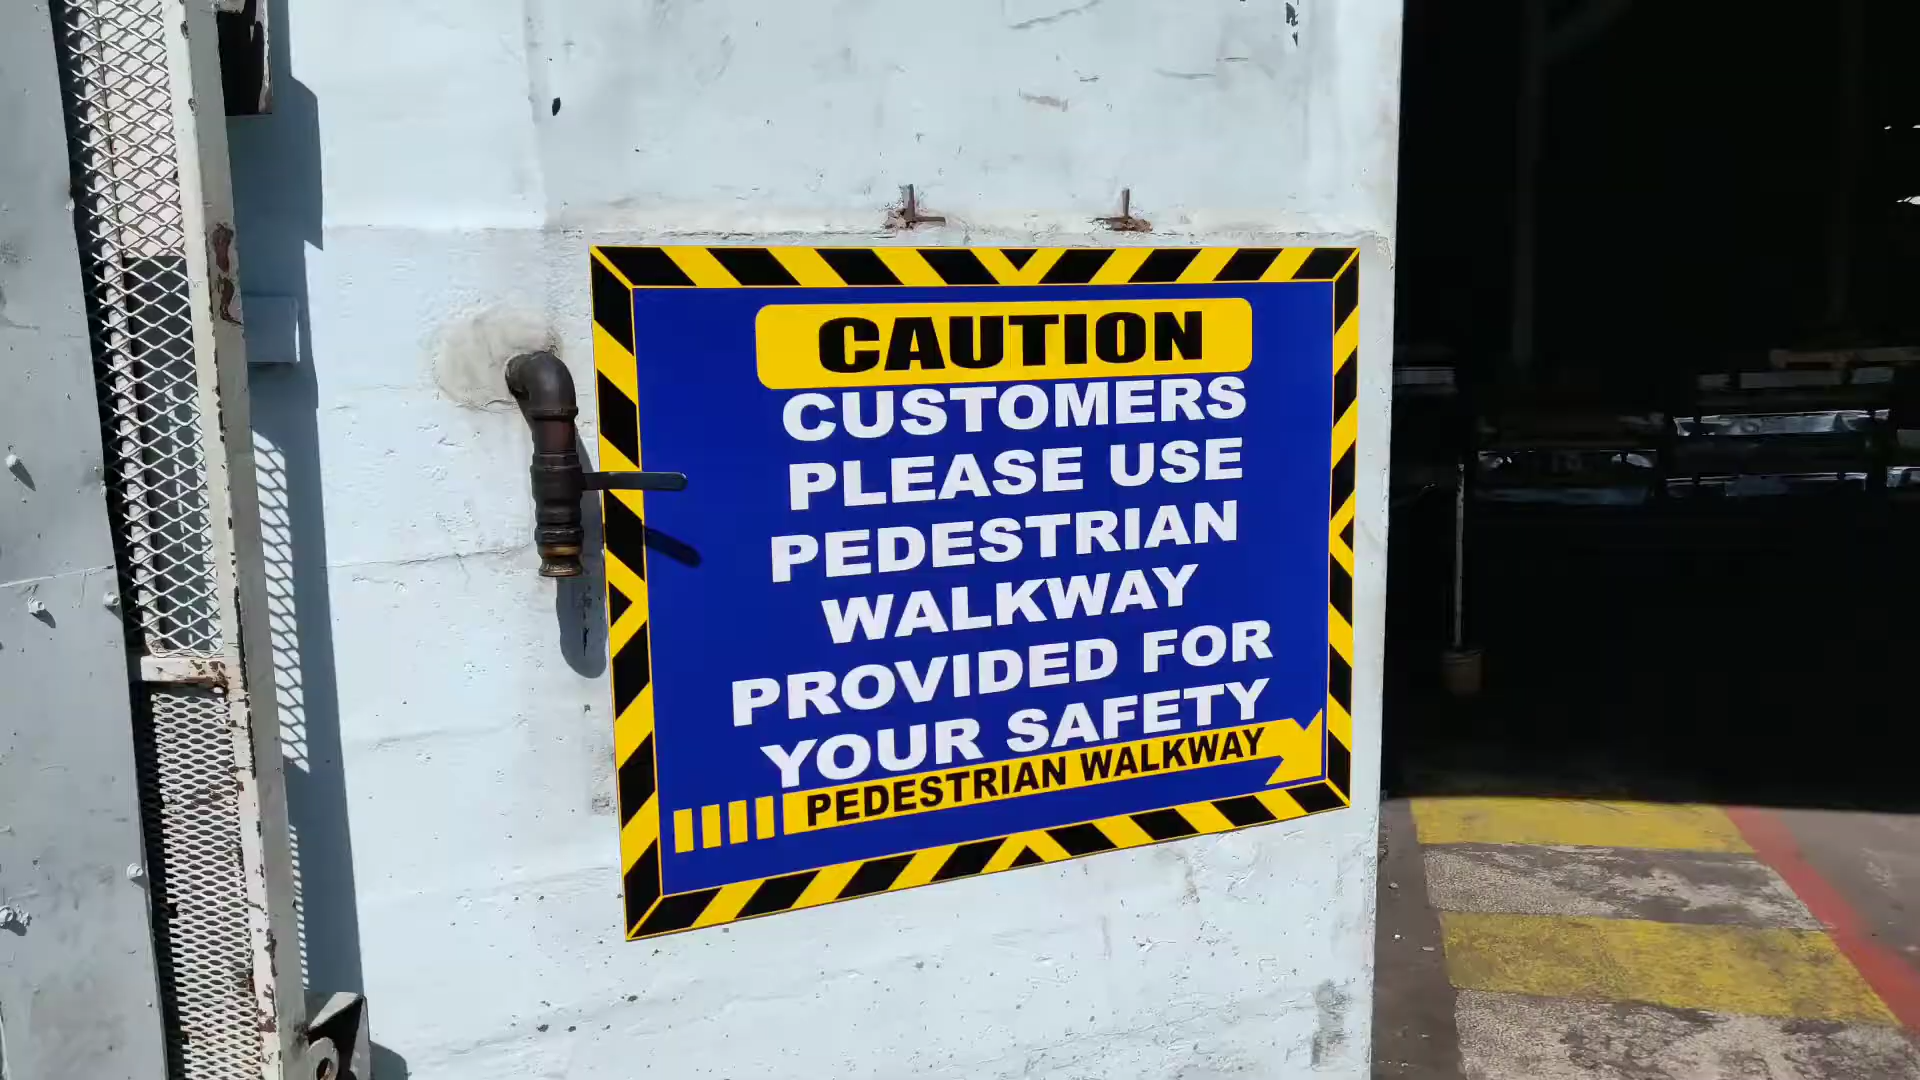 CAUTION
CUSTOMERS
PLEASE USE
PEDESTRIAN
WALKWAY
PROVIDED FOR
YOUR SAFETY
PEDESTRIAN WALKWAY